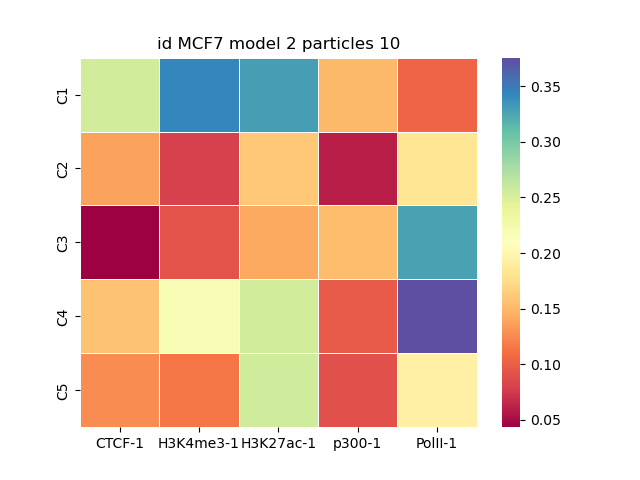 id MCF7 model 2 particles 10
C1
C2
C3
C4
C5
CTCF-1 H3K4me3-1 H3K27ac-1 p300-1 PolII-1
0.35
0.30
0.25
0.20
0.15
0.10
0.05